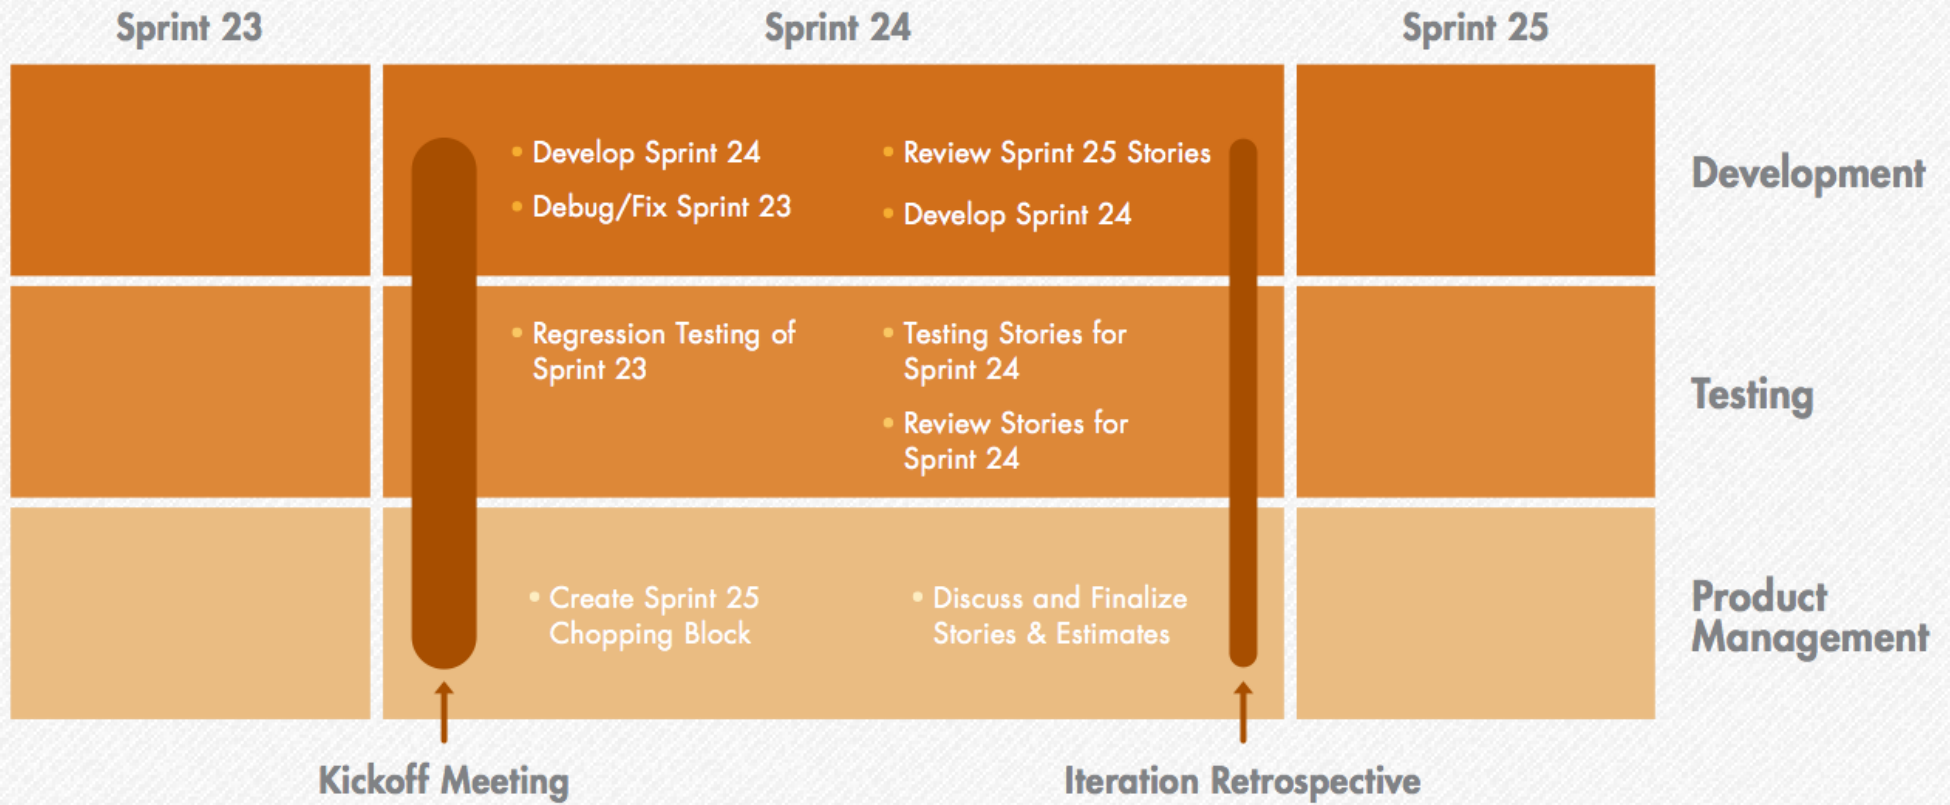 Sprint 23
Sprint 24
Sprint 25
Develop Sprint 24
Debug/Fix Sprint 23
Review Sprint 25 Stories
Develop Sprint 24
Development
Regression Testing of
Sprint 23
Testing Stories for
Sprint 24
Review Stories for
Sprint 24
Testing
Create Sprint 25
Chopping Block
Discuss and Finalize
Stories & Estimates
Product
Management
Kickoff Meeting
Iteration Retrospective